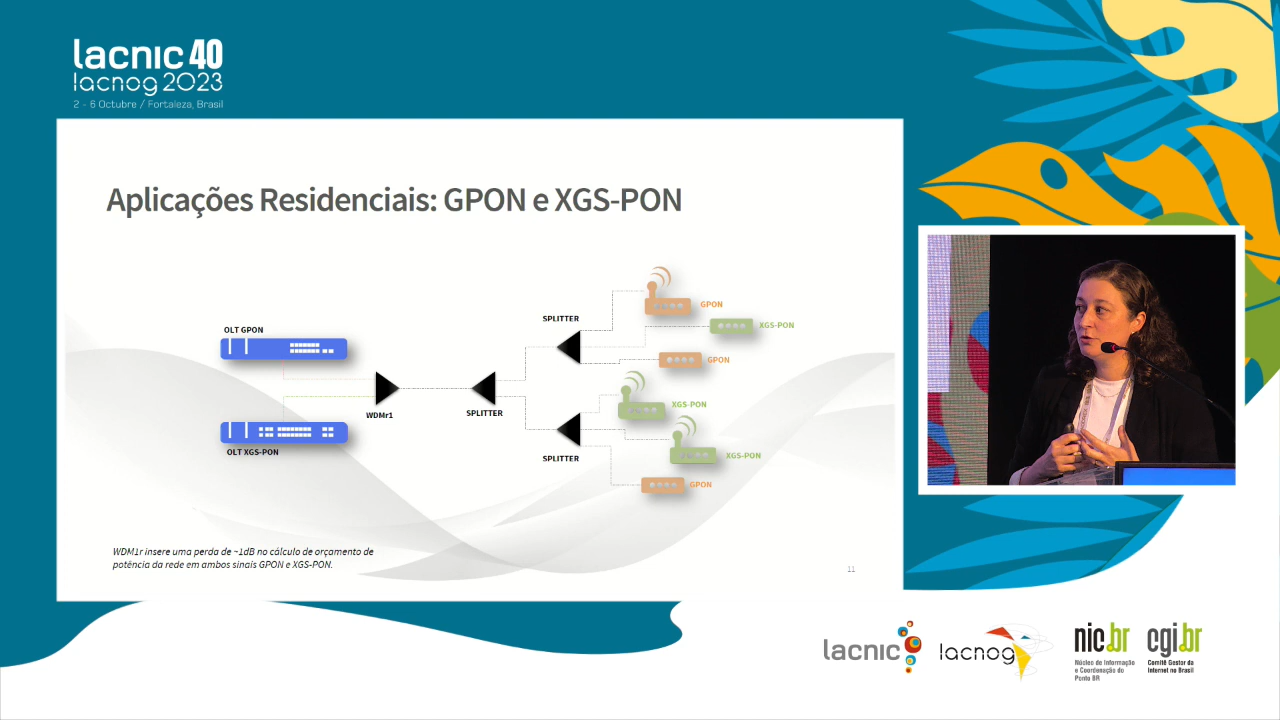 lacnic 40
lacnog 2023
2 - 6 Octubre / Fortaleza, Brasil
Aplicações Residenciais: GPON e XGS-PON
OLT GPON
OLT XGS-PON
WDMr1
SPLITTER
SPLITTER
SPLITTER
GPON
XGS-PON
GPON
XGS-PON
XGS-PON
GPON
WDM1r insere uma perda de ~1dB no cálculo de orçamento de
potência da rede em ambos sinais GPON e XGS-PON.
11
lacnic
lacnog
nic.br
Núcleo de Informação
e Coordenação do
Ponto BR
cgi.br
Comitê Gestor da
Internet no Brasil